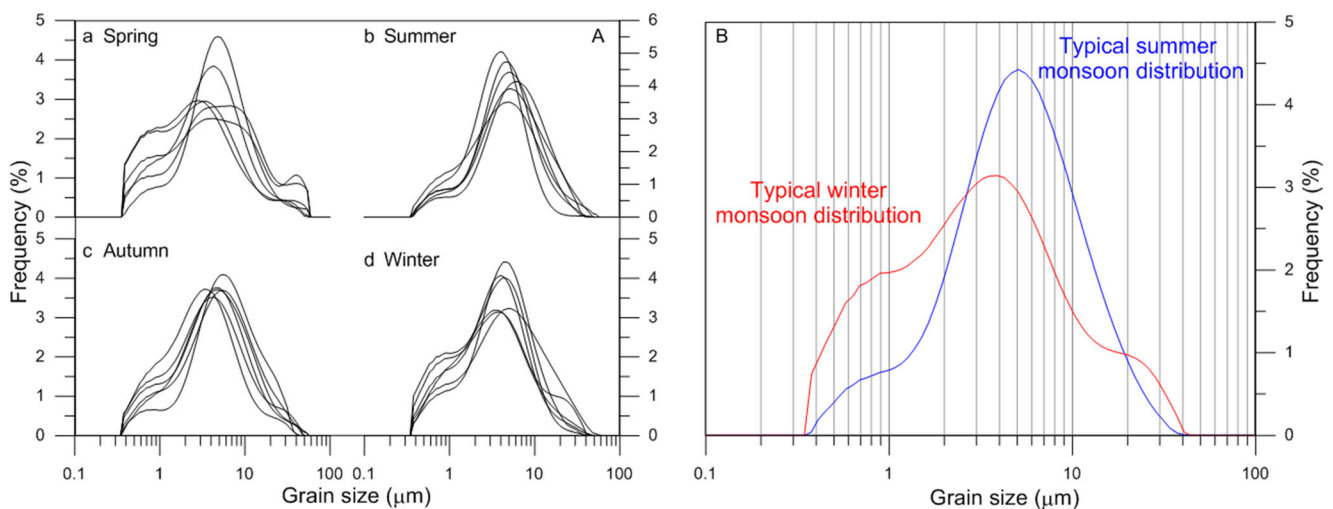 5 6
a Spring b Summer A
4 5
4
3
3
2
2
1 1
0 0
Frequency (%)
5 5
c Autumn d Winter
4 4
3 3
2 2
1 1
0 0
0.1 1 10 100 0.1 1 10 100
Grain size (μm)
B
Typical summer
monsoon distribution
Typical winter
monsoon distribution
5
4
3
2
1
0
Frequency (%)
0.1 1 10 100
Grain size (μm)